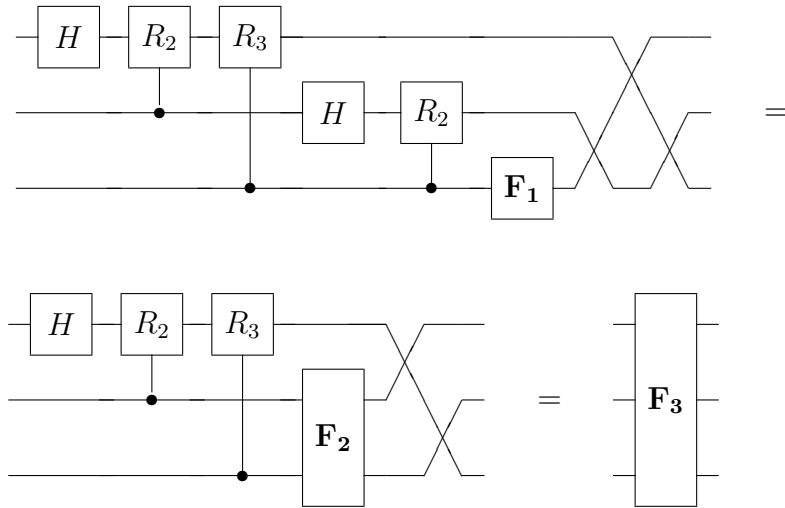 H R₂ R₃
H R₂ =
F₁
H R₂ R₃
F₂ = F₃